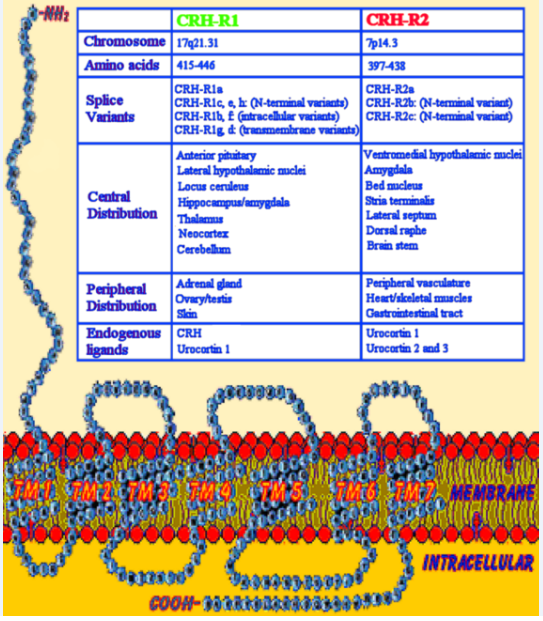 -NH₂
CRH-R1 CRH-R2
Chromosome 17q21.31 7p14.3
Amino acids 415-446 397-438
Splice Variants
CRH-R1a
CRH-R1c, e, h: (N-terminal variants)
CRH-R1b, f: (intracellular variants)
CRH-R1g, d: (transmembrane variants)
CRH-R2a
CRH-R2b: (N-terminal variant)
CRH-R2c: (N-terminal variant)
Central Distribution
Anterior pituitary
Lateral hypothalamic nuclei
Locus ceruleus
Hippocampus/amygdala
Thalamus
Neocortex
Cerebellum
Ventromedial hypothalamic nuclei
Amygdala
Bed nucleus
Stria terminalis
Lateral septum
Dorsal raphe
Brain stem
Peripheral Distribution
Adrenal gland
Ovary/testis
Skin
Peripheral vasculature
Heart/skeletal muscles
Gastrointestinal tract
Endogenous ligands
CRH
Urocortin 1
Urocortin 1
Urocortin 2 and 3
TM1 TM2 TM3 TM4 TM5 TM6 TM7 MEMBRANE
INTRACELLULAR
COOH-